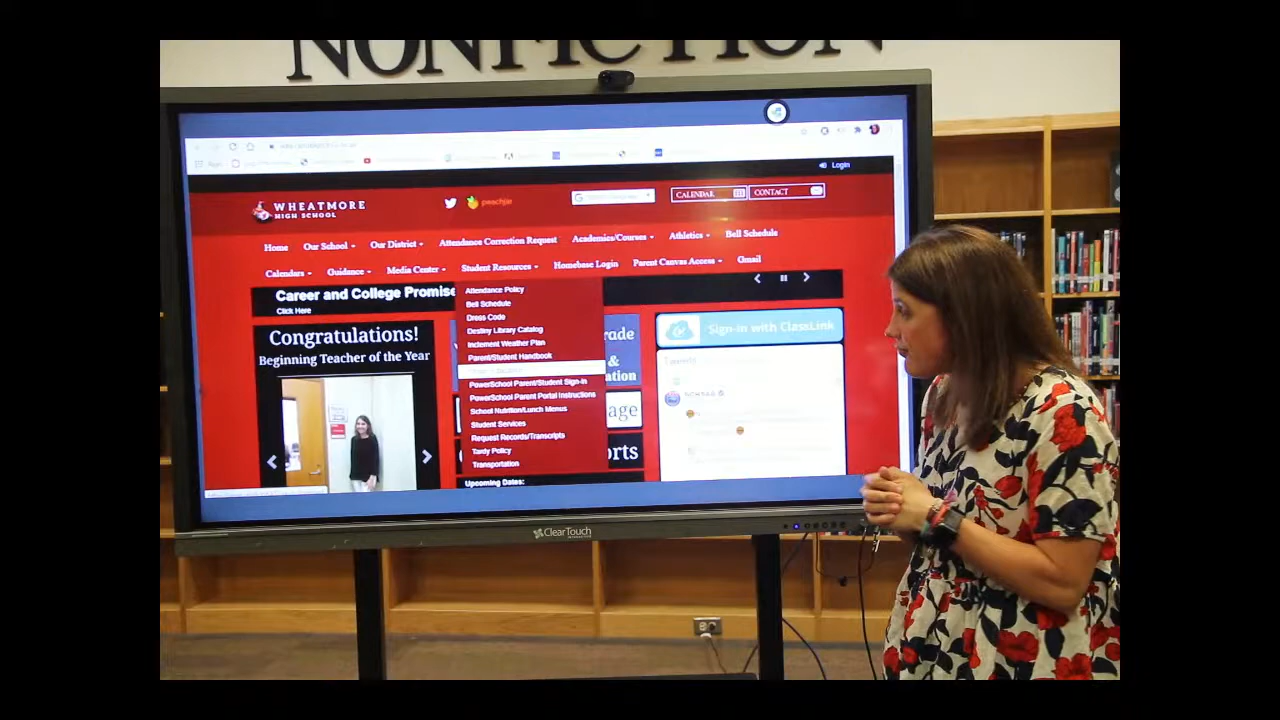 NONFICTION
Login
WHEATMORE
HIGH SCHOOL
peachjar
CALENDAR
CONTACT
Home
Our School
Our District
Attendance Correction Request
Academics/Courses
Athletics
Bell Schedule
Calendars
Guidance
Media Center
Student Resources
Homebase Login
Parent Canvas Access
Gmail
Career and College Promise
Click Here
Attendance Policy
Bell Schedule
Dress Code
Destiny Library Catalog
Inclement Weather Plan
Parent/Student Handbook
PowerSchool Parent/Student Sign-In
PowerSchool Parent Portal Instructions
School Nutrition/Lunch Menus
Student Services
Request Records/Transcripts
Tardy Policy
Transportation
Congratulations!
Beginning Teacher of the Year
&
Upcoming Dates:
Sign-in with ClassLink
Tweets
ClearTouch